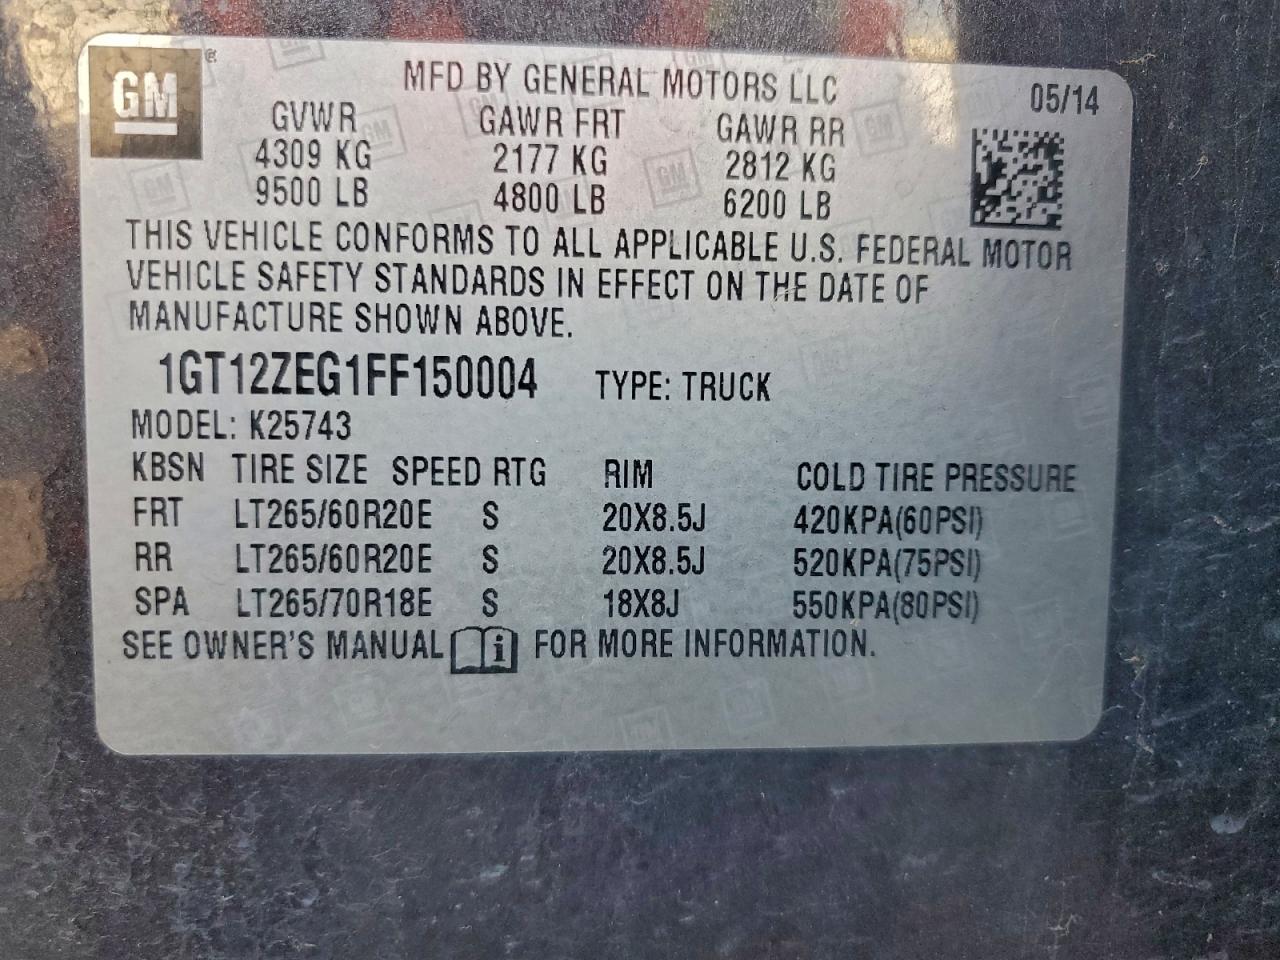 GM ®
MFD BY GENERAL MOTORS LLC 05/14
GVWR GAWR FRT GAWR RR
4309 KG 2177 KG 2812 KG
9500 LB 4800 LB 6200 LB
THIS VEHICLE CONFORMS TO ALL APPLICABLE U.S. FEDERAL MOTOR
VEHICLE SAFETY STANDARDS IN EFFECT ON THE DATE OF
MANUFACTURE SHOWN ABOVE.
1GT12ZEG1FF150004 TYPE: TRUCK
MODEL: K25743
KBSN TIRE SIZE SPEED RTG RIM COLD TIRE PRESSURE
FRT LT265/60R20E S 20X8.5J 420KPA(60PSI)
RR LT265/60R20E S 20X8.5J 520KPA(75PSI)
SPA LT265/70R18E S 18X8J 550KPA(80PSI)
SEE OWNER'S MANUAL i FOR MORE INFORMATION.